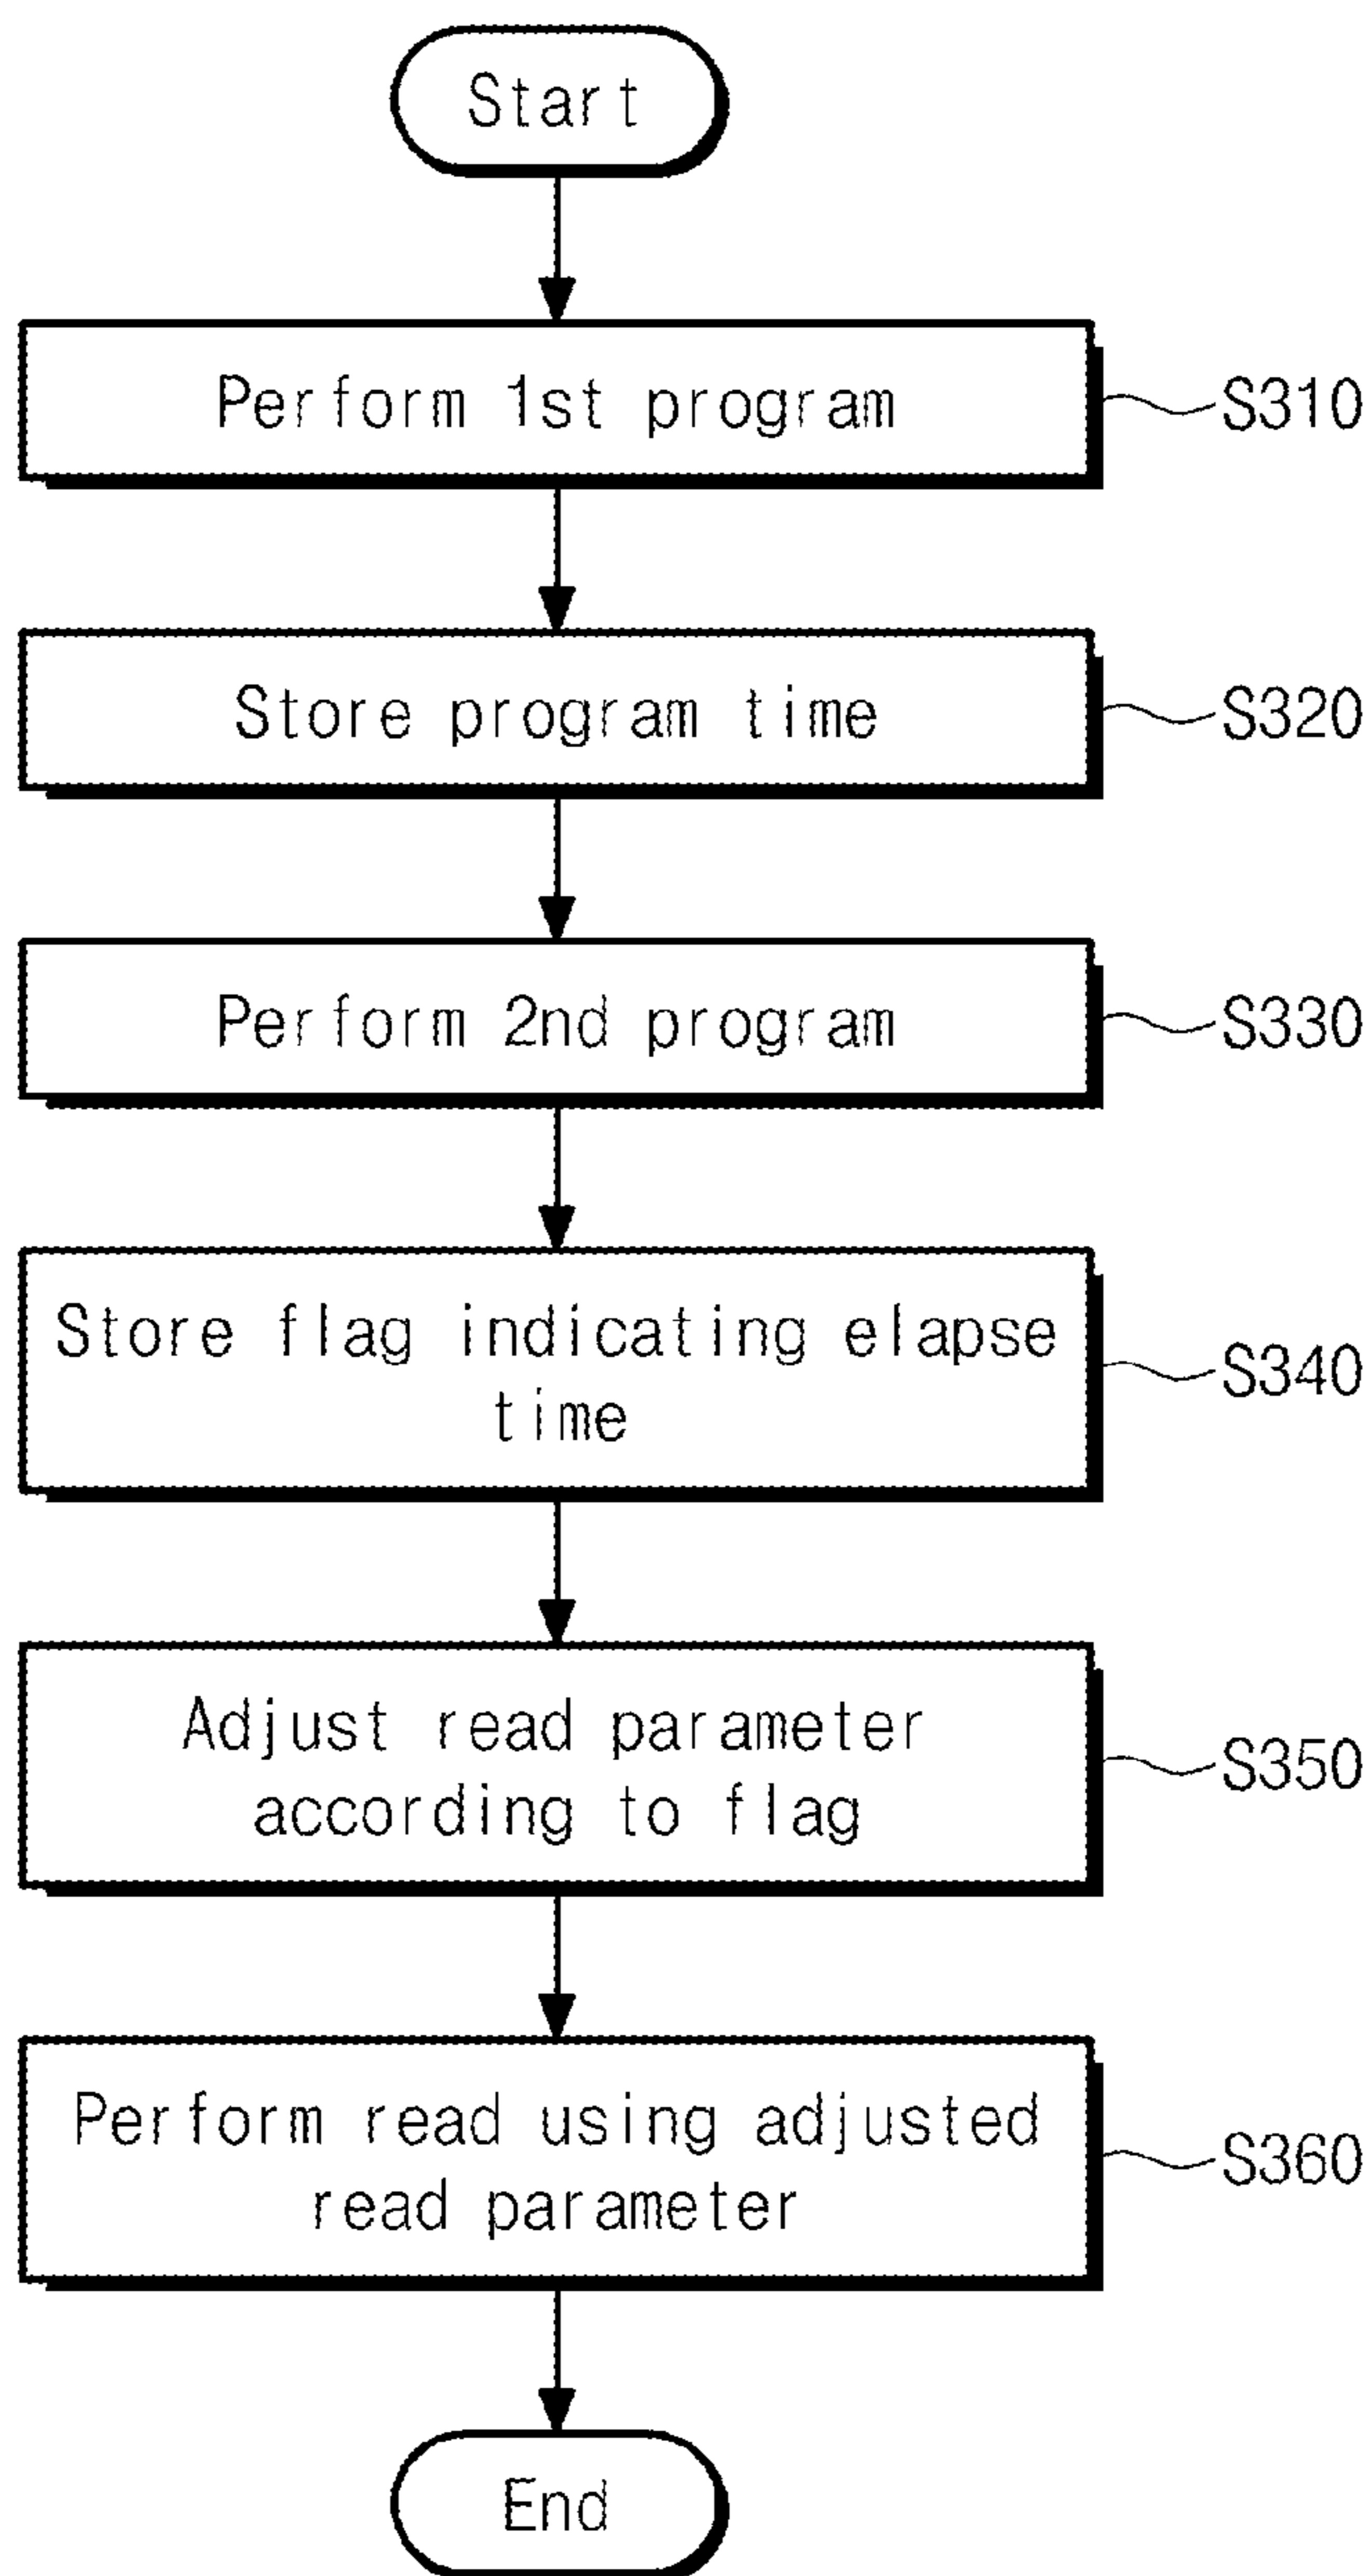 Start
Perform 1st program
S310
Store program time
S320
Perform 2nd program
S330
Store flag indicating elapse
time
S340
Adjust read parameter
according to flag
S350
Perform read using adjusted
read parameter
S360
End